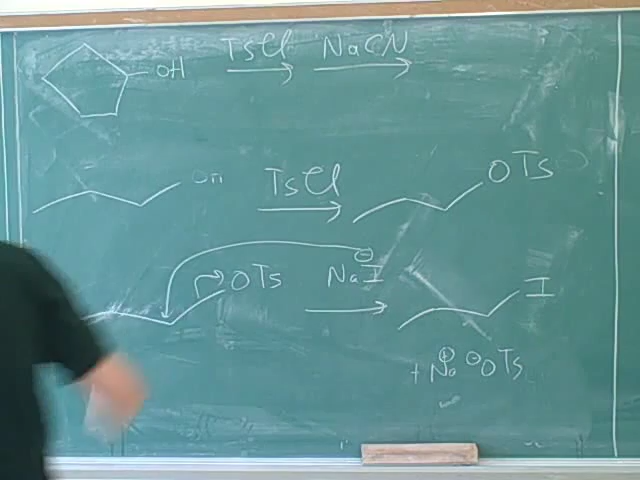 OH TsCl NaCN
OH TsCl OTs
OTs NaI ⊖ I
+ Na ⊕ ⊖ OTs